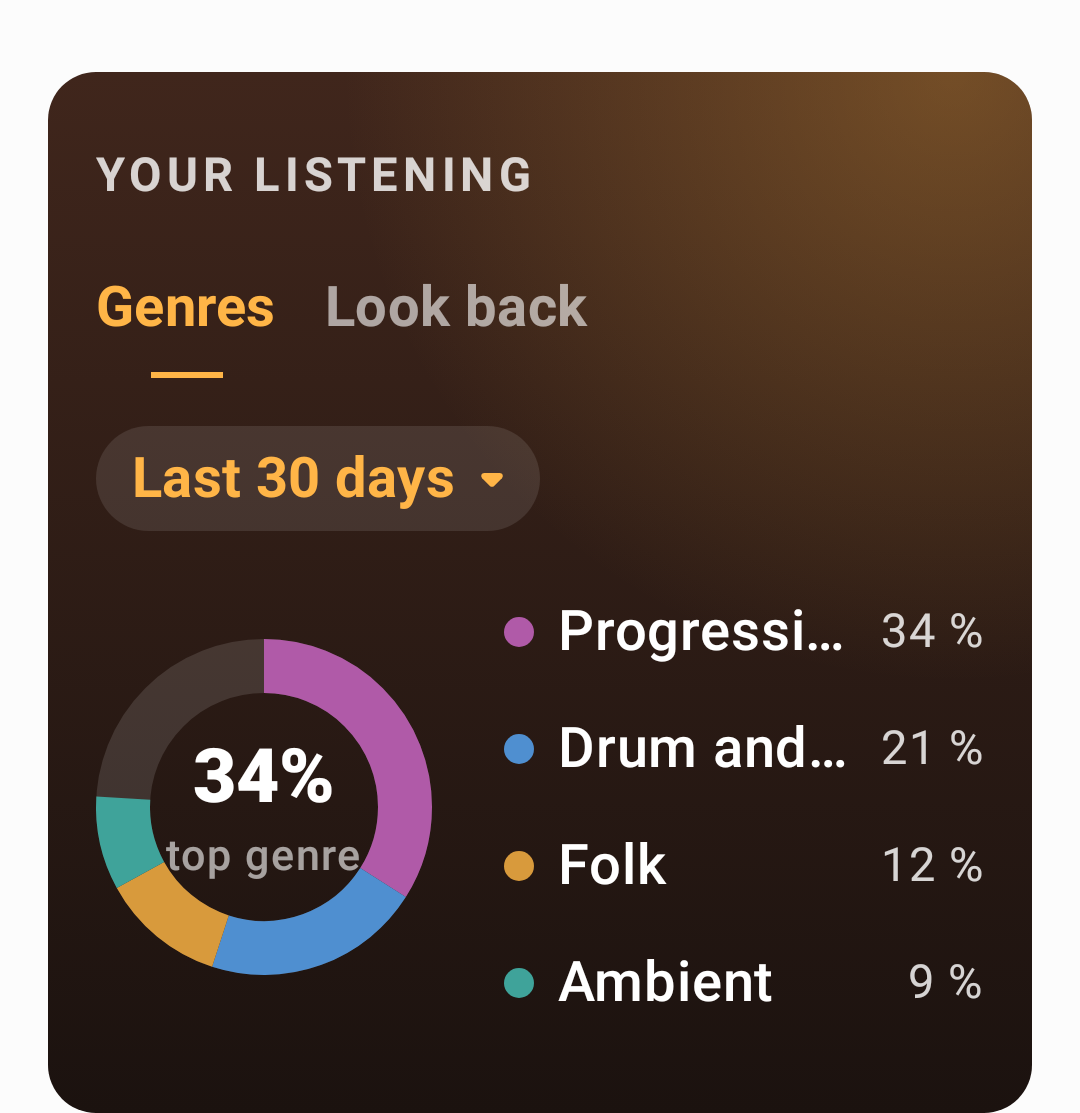 YOUR LISTENING
Genres Look back
Last 30 days
Progressi… 34 %
Drum and… 21 %
Folk 12 %
Ambient 9 %
34%
top genre